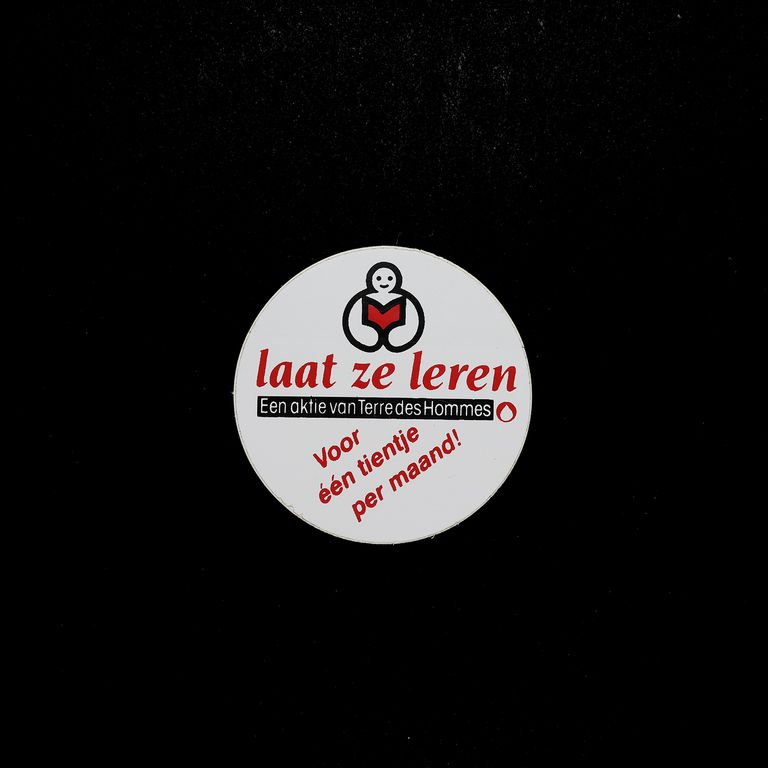 laat ze leren
Een aktie van Terre des Hommes
Voor
één tientje
per maand!